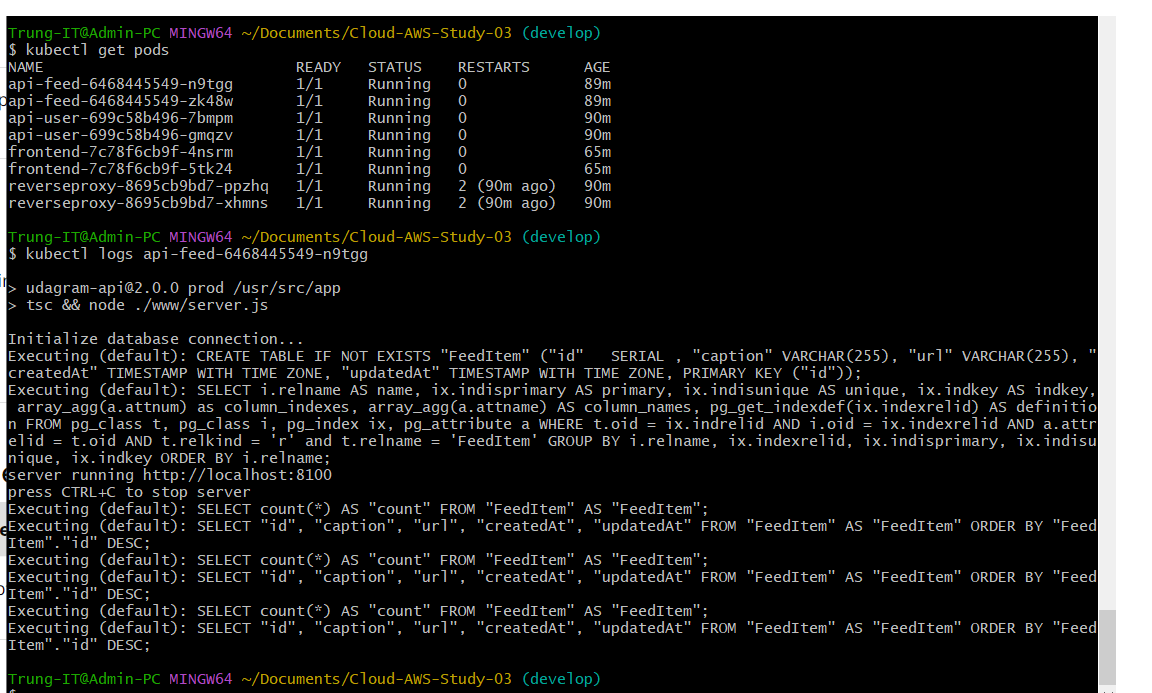 Trung-IT@Admin-PC MINGW64 ~/Documents/Cloud-AWS-Study-03 (develop)
$ kubectl get pods
NAME READY STATUS RESTARTS AGE
api-feed-6468445549-n9tgg 1/1 Running 0 89m
api-feed-6468445549-zk48w 1/1 Running 0 89m
api-user-699c58b496-7bmpm 1/1 Running 0 90m
api-user-699c58b496-gmqzv 1/1 Running 0 90m
frontend-7c78f6cb9f-4nsrm 1/1 Running 0 65m
frontend-7c78f6cb9f-5tk24 1/1 Running 0 65m
reverseproxy-8695cb9bd7-ppzhq 1/1 Running 2 (90m ago) 90m
reverseproxy-8695cb9bd7-xhmns 1/1 Running 2 (90m ago) 90m
Trung-IT@Admin-PC MINGW64 ~/Documents/Cloud-AWS-Study-03 (develop)
$ kubectl logs api-feed-6468445549-n9tgg
> udagram-api@2.0.0 prod /usr/src/app
> tsc && node ./www/server.js
Initialize database connection...
Executing (default): CREATE TABLE IF NOT EXISTS "FeedItem" ("id"   SERIAL , "caption" VARCHAR(255), "url" VARCHAR(255), "
createdAt" TIMESTAMP WITH TIME ZONE, "updatedAt" TIMESTAMP WITH TIME ZONE, PRIMARY KEY ("id"));
Executing (default): SELECT i.relname AS name, ix.indisprimary AS primary, ix.indisunique AS unique, ix.indkey AS indkey,
array_agg(a.attnum) as column_indexes, array_agg(a.attname) AS column_names, pg_get_indexdef(ix.indexrelid) AS definitio
n FROM pg_class t, pg_class i, pg_index ix, pg_attribute a WHERE t.oid = ix.indrelid AND i.oid = ix.indexrelid AND a.attr
elid = t.oid AND t.relkind = 'r' and t.relname = 'FeedItem' GROUP BY i.relname, ix.indexrelid, ix.indisprimary, ix.indisu
nique, ix.indkey ORDER BY i.relname;
server running http://localhost:8100
press CTRL+C to stop server
Executing (default): SELECT count(*) AS "count" FROM "FeedItem" AS "FeedItem";
Executing (default): SELECT "id", "caption", "url", "createdAt", "updatedAt" FROM "FeedItem" AS "FeedItem" ORDER BY "Feed
Item"."id" DESC;
Executing (default): SELECT count(*) AS "count" FROM "FeedItem" AS "FeedItem";
Executing (default): SELECT "id", "caption", "url", "createdAt", "updatedAt" FROM "FeedItem" AS "FeedItem" ORDER BY "Feed
Item"."id" DESC;
Executing (default): SELECT count(*) AS "count" FROM "FeedItem" AS "FeedItem";
Executing (default): SELECT "id", "caption", "url", "createdAt", "updatedAt" FROM "FeedItem" AS "FeedItem" ORDER BY "Feed
Item"."id" DESC;
Trung-IT@Admin-PC MINGW64 ~/Documents/Cloud-AWS-Study-03 (develop)